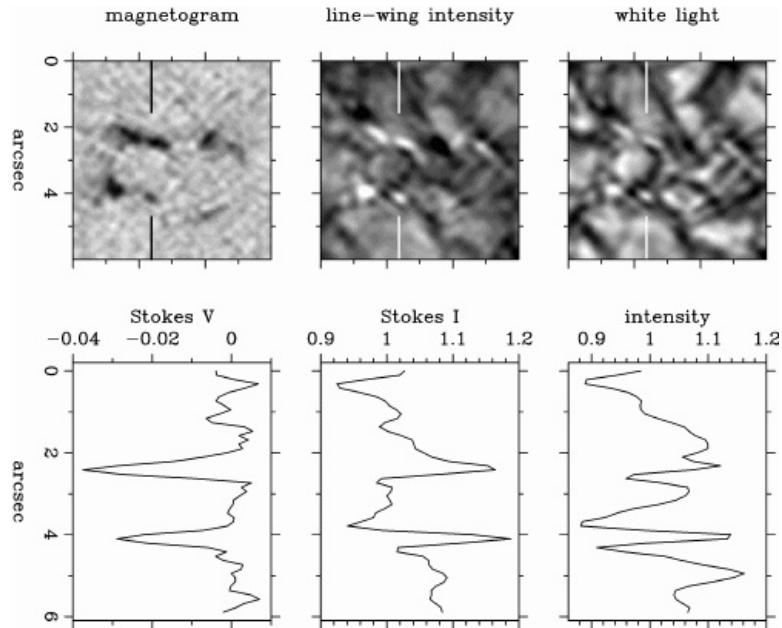 magnetogram line-wing intensity white light
0
2
4
arcsec
Stokes V Stokes I intensity
-0.04 -0.02 0 0.9 1 1.1 1.2 0.9 1 1.1 1.2
0
2
4
6
arcsec